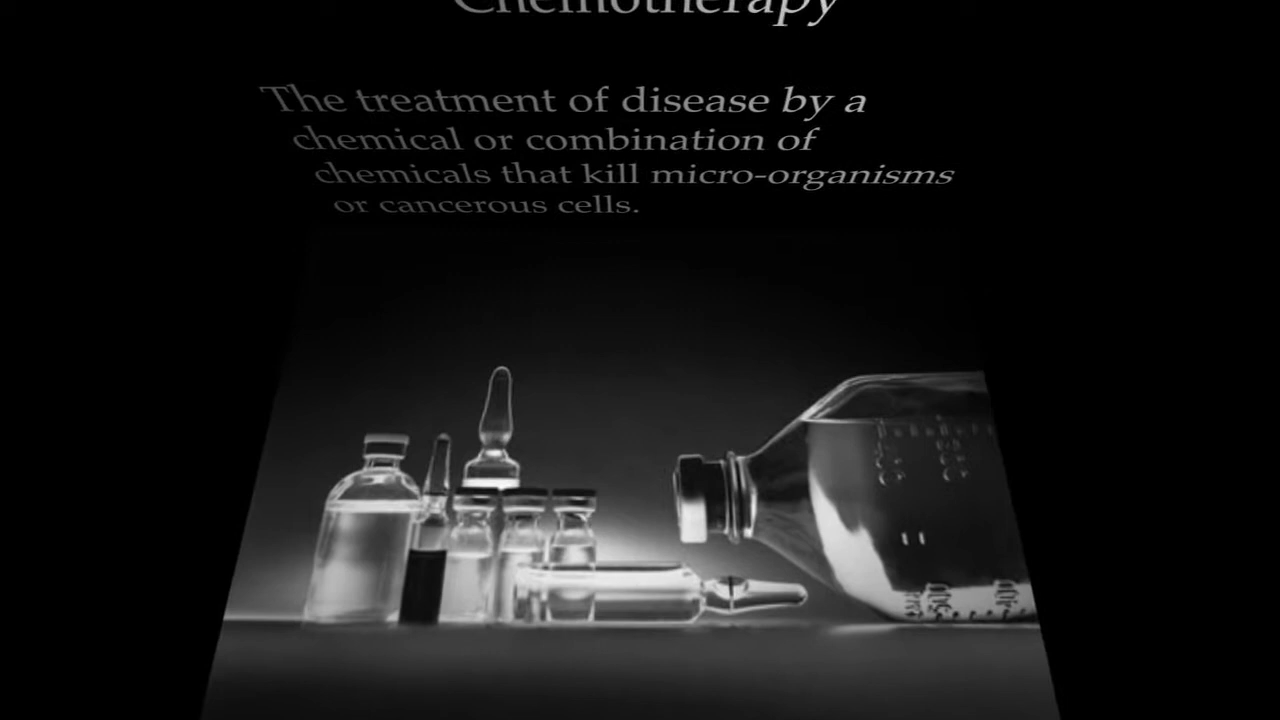 Chemotherapy
The treatment of disease by a
chemical or combination of
chemicals that kill micro-organisms
or cancerous cells.